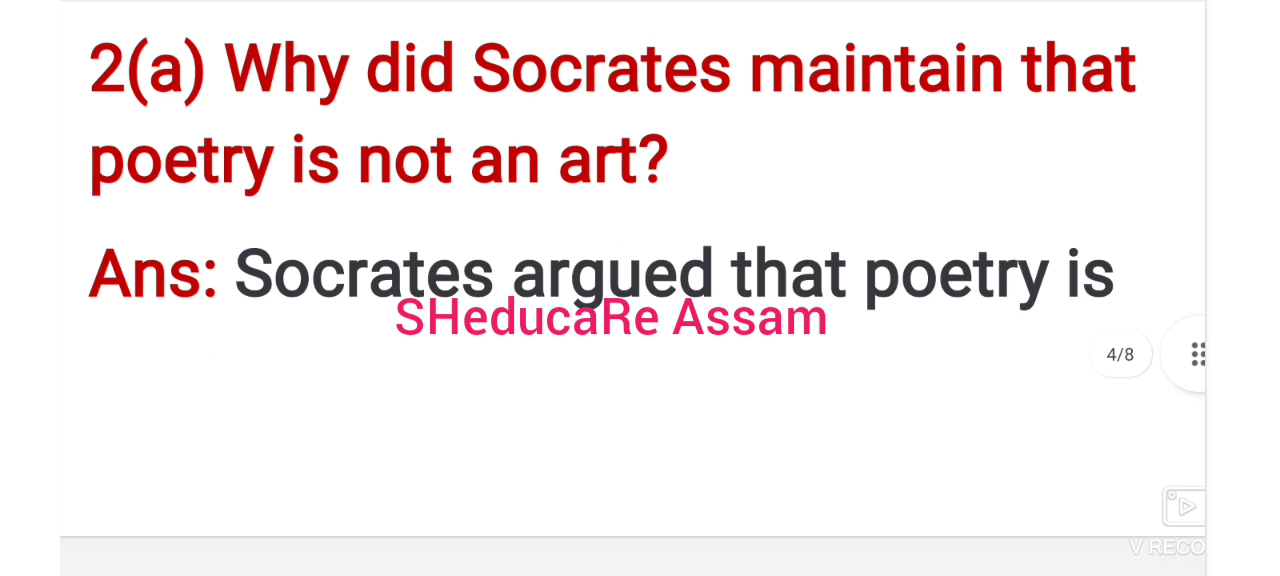 2(a) Why did Socrates maintain that
poetry is not an art?
Ans: Socrates argued that poetry is
SHeducaRe Assam
4/8
V RECO